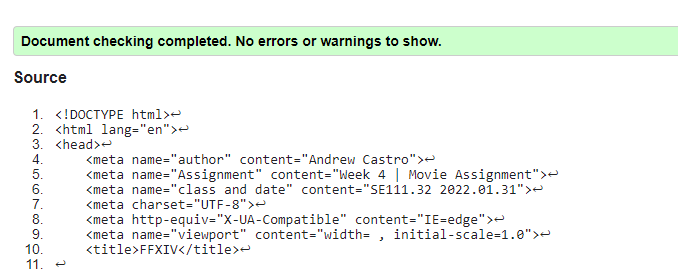 Document checking completed. No errors or warnings to show.
Source
1. <!DOCTYPE html>↩
2. <html lang="en">↩
3. <head>↩
4. <meta name="author" content="Andrew Castro">↩
5. <meta name="Assignment" content="Week 4 | Movie Assignment">↩
6. <meta name="class and date" content="SE111.32 2022.01.31">↩
7. <meta charset="UTF-8">↩
8. <meta http-equiv="X-UA-Compatible" content="IE=edge">↩
9. <meta name="viewport" content="width= , initial-scale=1.0">↩
10. <title>FFXIV</title>↩
11. ↩